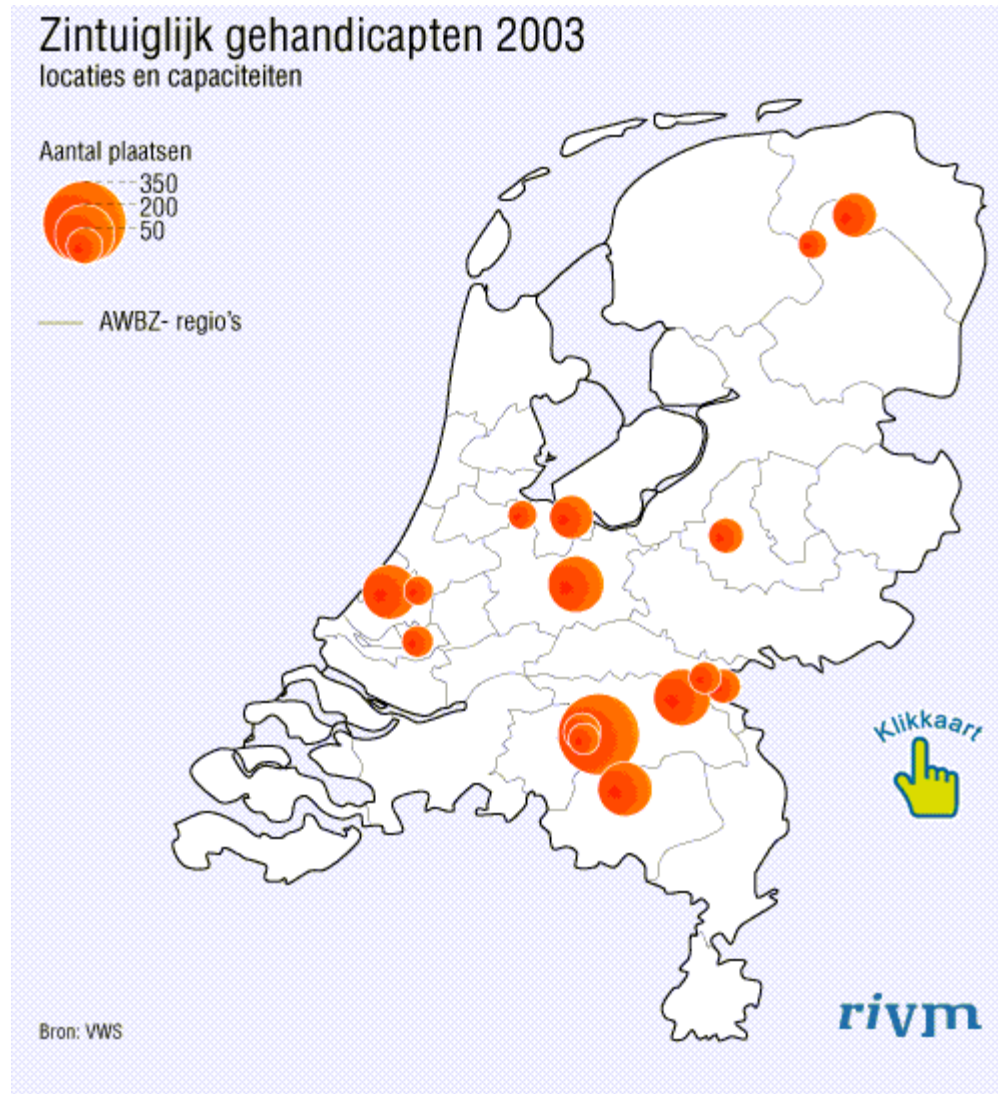 Zintuiglijk gehandicapten 2003
locaties en capaciteiten
Aantal plaatsen
350
200
50
AWBZ- regio's
Klikkaart
Bron: VWS
rivm